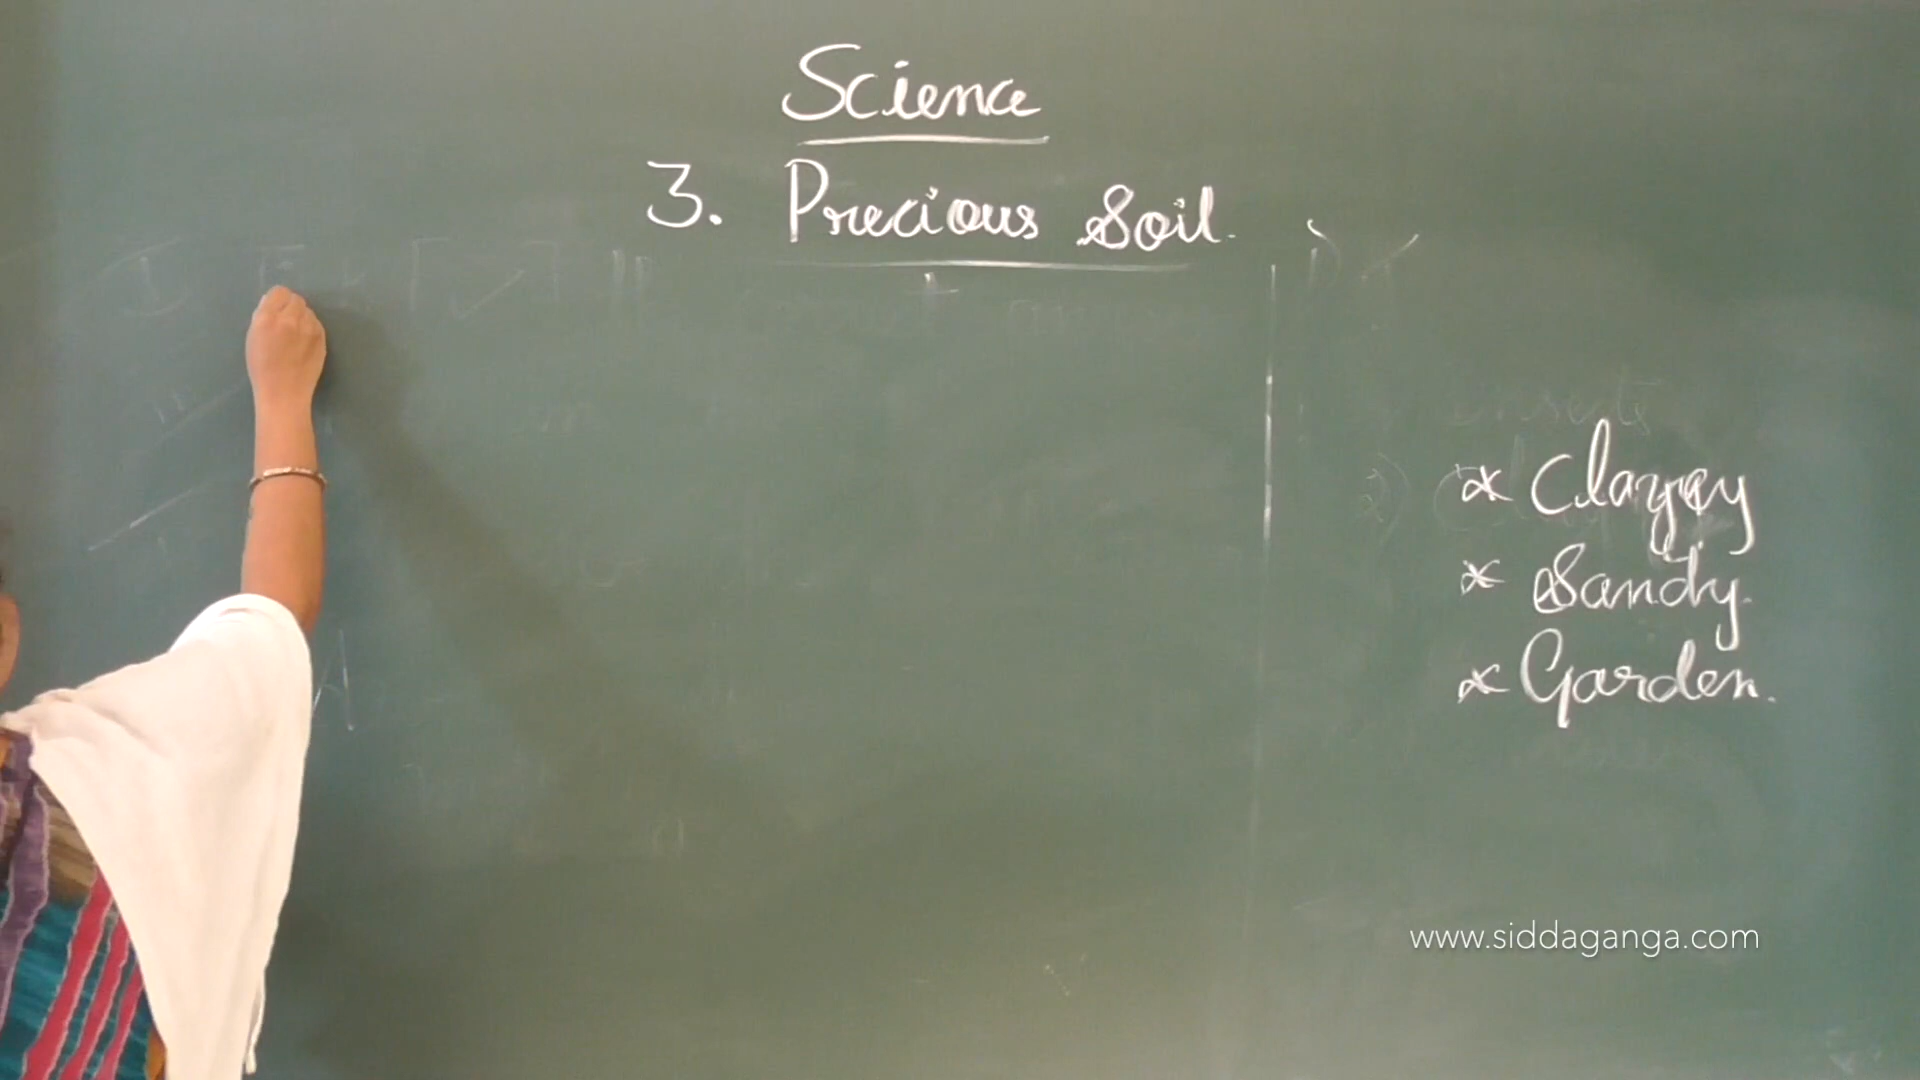 Science
3. Precious Soil.
* Clayey
* Sandy.
* Garden.
www.siddaganga.com